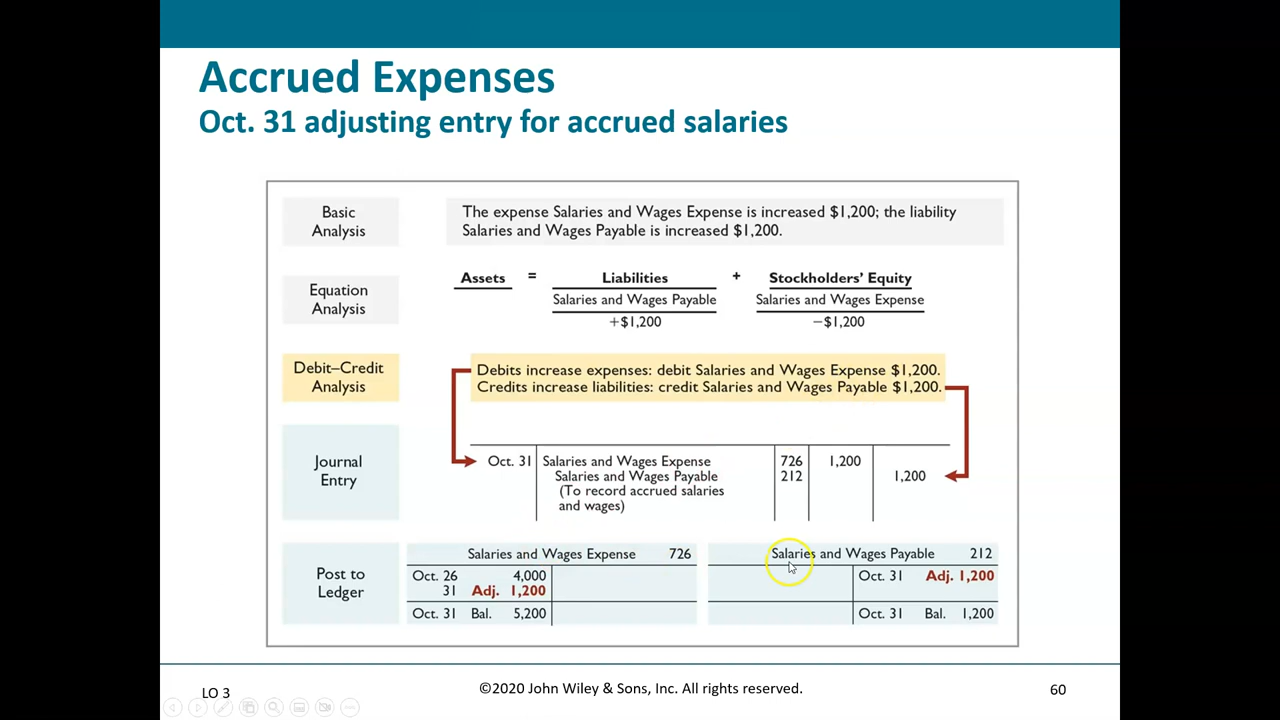 Accrued Expenses
Oct. 31 adjusting entry for accrued salaries
Basic
Analysis
The expense Salaries and Wages Expense is increased $1,200; the liability
Salaries and Wages Payable is increased $1,200.
Equation
Analysis
Assets = Liabilities + Stockholders' Equity
Salaries and Wages Payable Salaries and Wages Expense
+$1,200 −$1,200
Debit–Credit
Analysis
Debits increase expenses: debit Salaries and Wages Expense $1,200.
Credits increase liabilities: credit Salaries and Wages Payable $1,200.
Journal
Entry
Oct. 31 Salaries and Wages Expense 726 1,200
Salaries and Wages Payable 212 1,200
(To record accrued salaries
and wages)
Post to
Ledger
Salaries and Wages Expense 726
Oct. 26 4,000
31 Adj. 1,200
Oct. 31 Bal. 5,200
Salaries and Wages Payable 212
Oct. 31 Adj. 1,200
Oct. 31 Bal. 1,200
LO 3
©2020 John Wiley & Sons, Inc. All rights reserved.
60